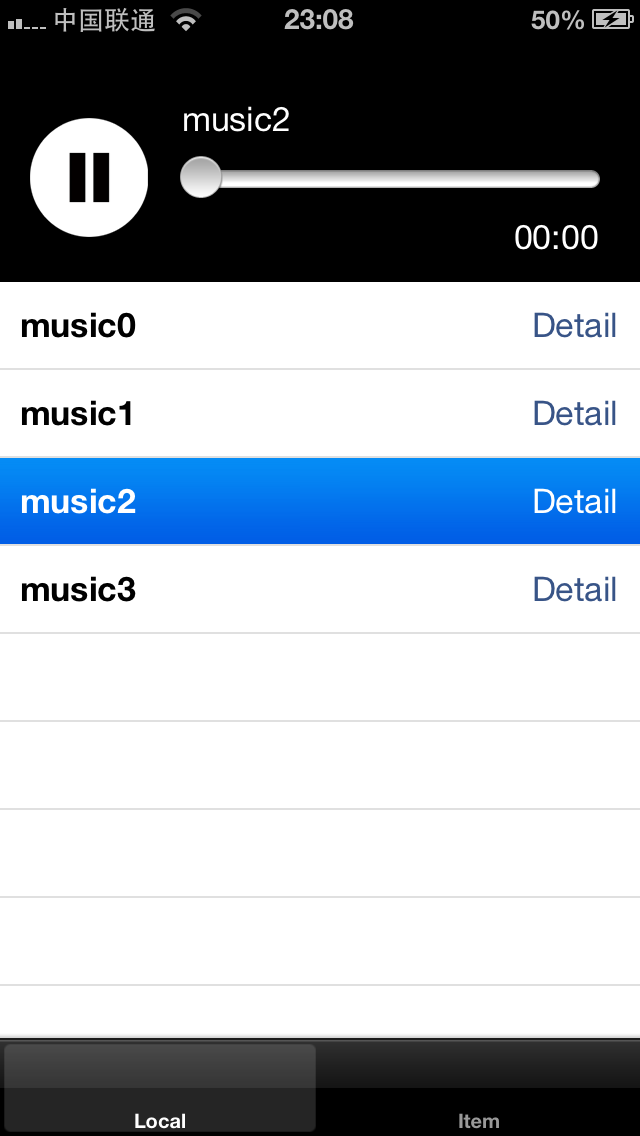 中国联通 23:08 50%
music2
00:00
music0 Detail
music1 Detail
music2 Detail
music3 Detail
Local Item